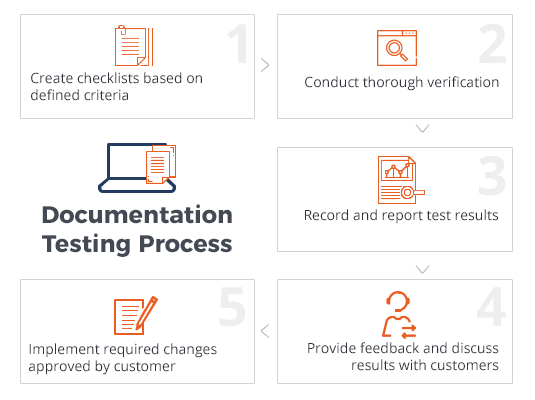 1
Create checklists based on
defined criteria
2
Conduct thorough verification
Documentation
Testing Process
3
Record and report test results
4
Provide feedback and discuss
results with customers
5
Implement required changes
approved by customer